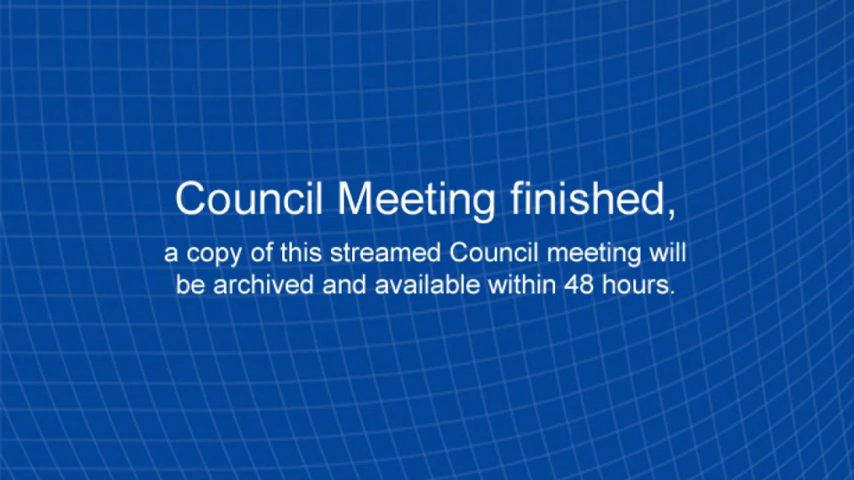 Council Meeting finished,
a copy of this streamed Council meeting will
be archived and available within 48 hours.